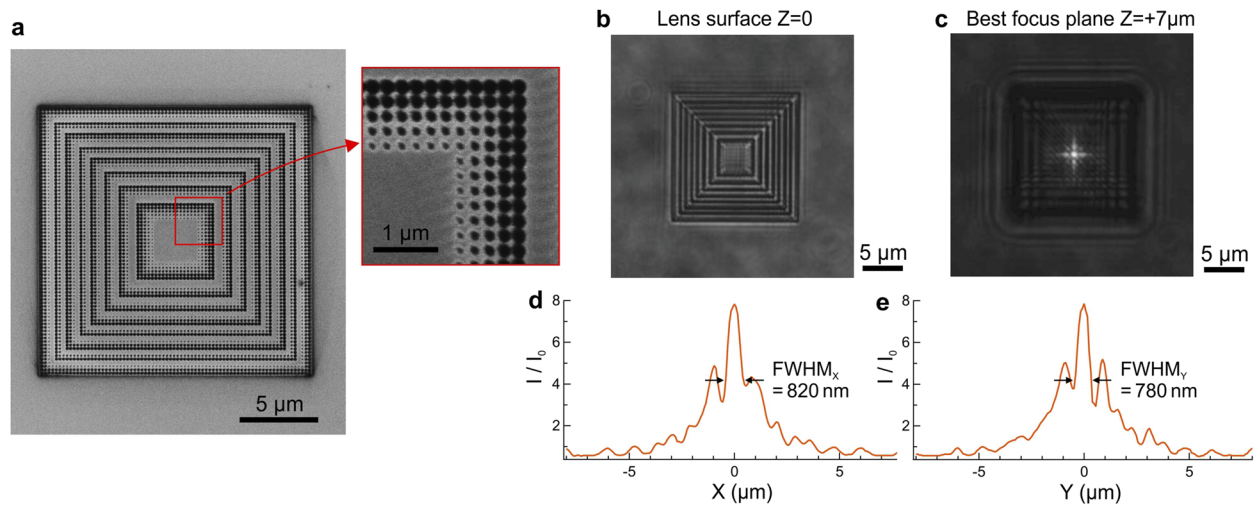 a
5 µm
1 µm
b
Lens surface Z=0
5 µm
c
Best focus plane Z=+7µm
5 µm
d
8
6
4
2
I / I₀
FWHMₓ
= 820 nm
-5
0
5
X (µm)
e
8
6
4
2
I / I₀
FWHMY
= 780 nm
-5
0
5
Y (µm)